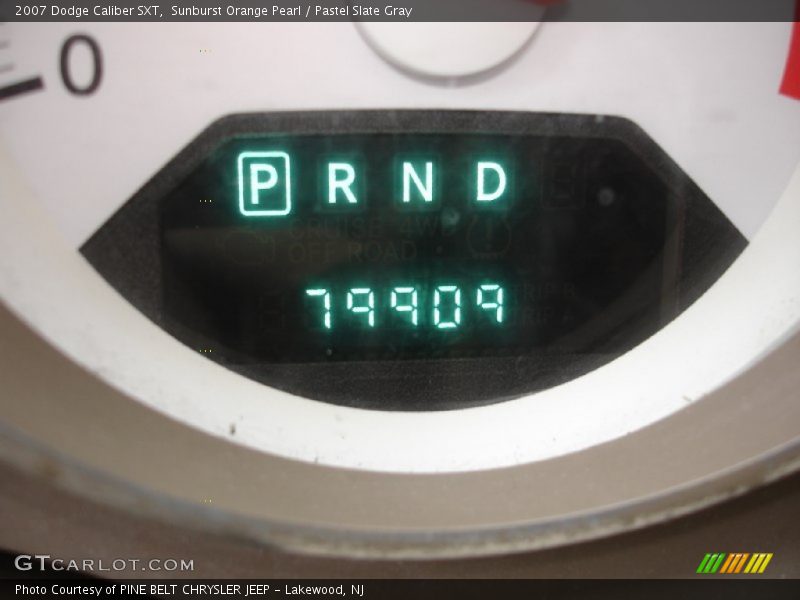 2007 Dodge Caliber SXT,  Sunburst Orange Pearl / Pastel Slate Gray
0
P R N D
CRUISE 4WD
OFF ROAD
79909
GTCARLOT.COM
Photo Courtesy of PINE BELT CHRYSLER JEEP - Lakewood, NJ